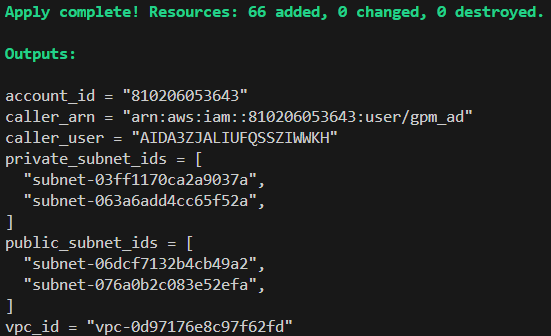 Apply complete! Resources: 66 added, 0 changed, 0 destroyed.
Outputs:
account_id = "810206053643"
caller_arn = "arn:aws:iam::810206053643:user/gpm_ad"
caller_user = "AIDA3ZJALIUFQSSZIWWKH"
private_subnet_ids = [
  "subnet-03ff1170ca2a9037a",
  "subnet-063a6add4cc65f52a",
]
public_subnet_ids = [
  "subnet-06dcf7132b4cb49a2",
  "subnet-076a0b2c083e52efa",
]
vpc_id = "vpc-0d97176e8c97f62fd"